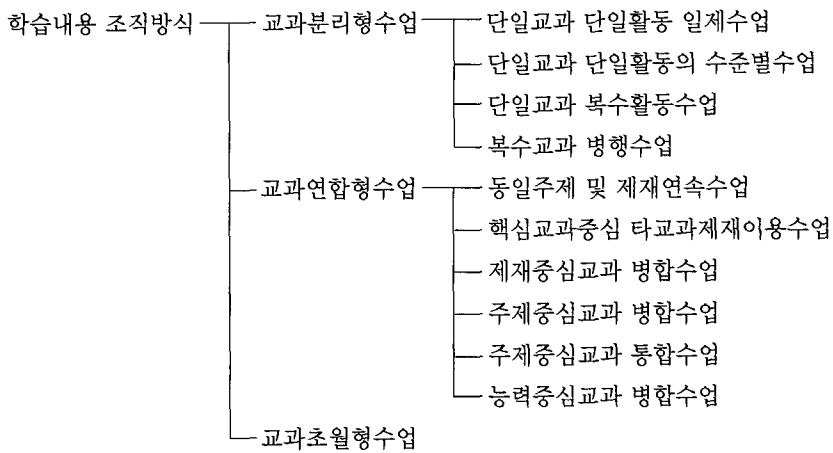 학습내용 조직방식 교과분리형수업 단일교과 단일활동 일제수업
단일교과 단일활동의 수준별수업
단일교과 복수활동수업
복수교과 병행수업
교과연합형수업 동일주제 및 제재연속수업
핵심교과중심 타교과제재이용수업
제재중심교과 병합수업
주제중심교과 병합수업
주제중심교과 통합수업
능력중심교과 병합수업
교과초월형수업